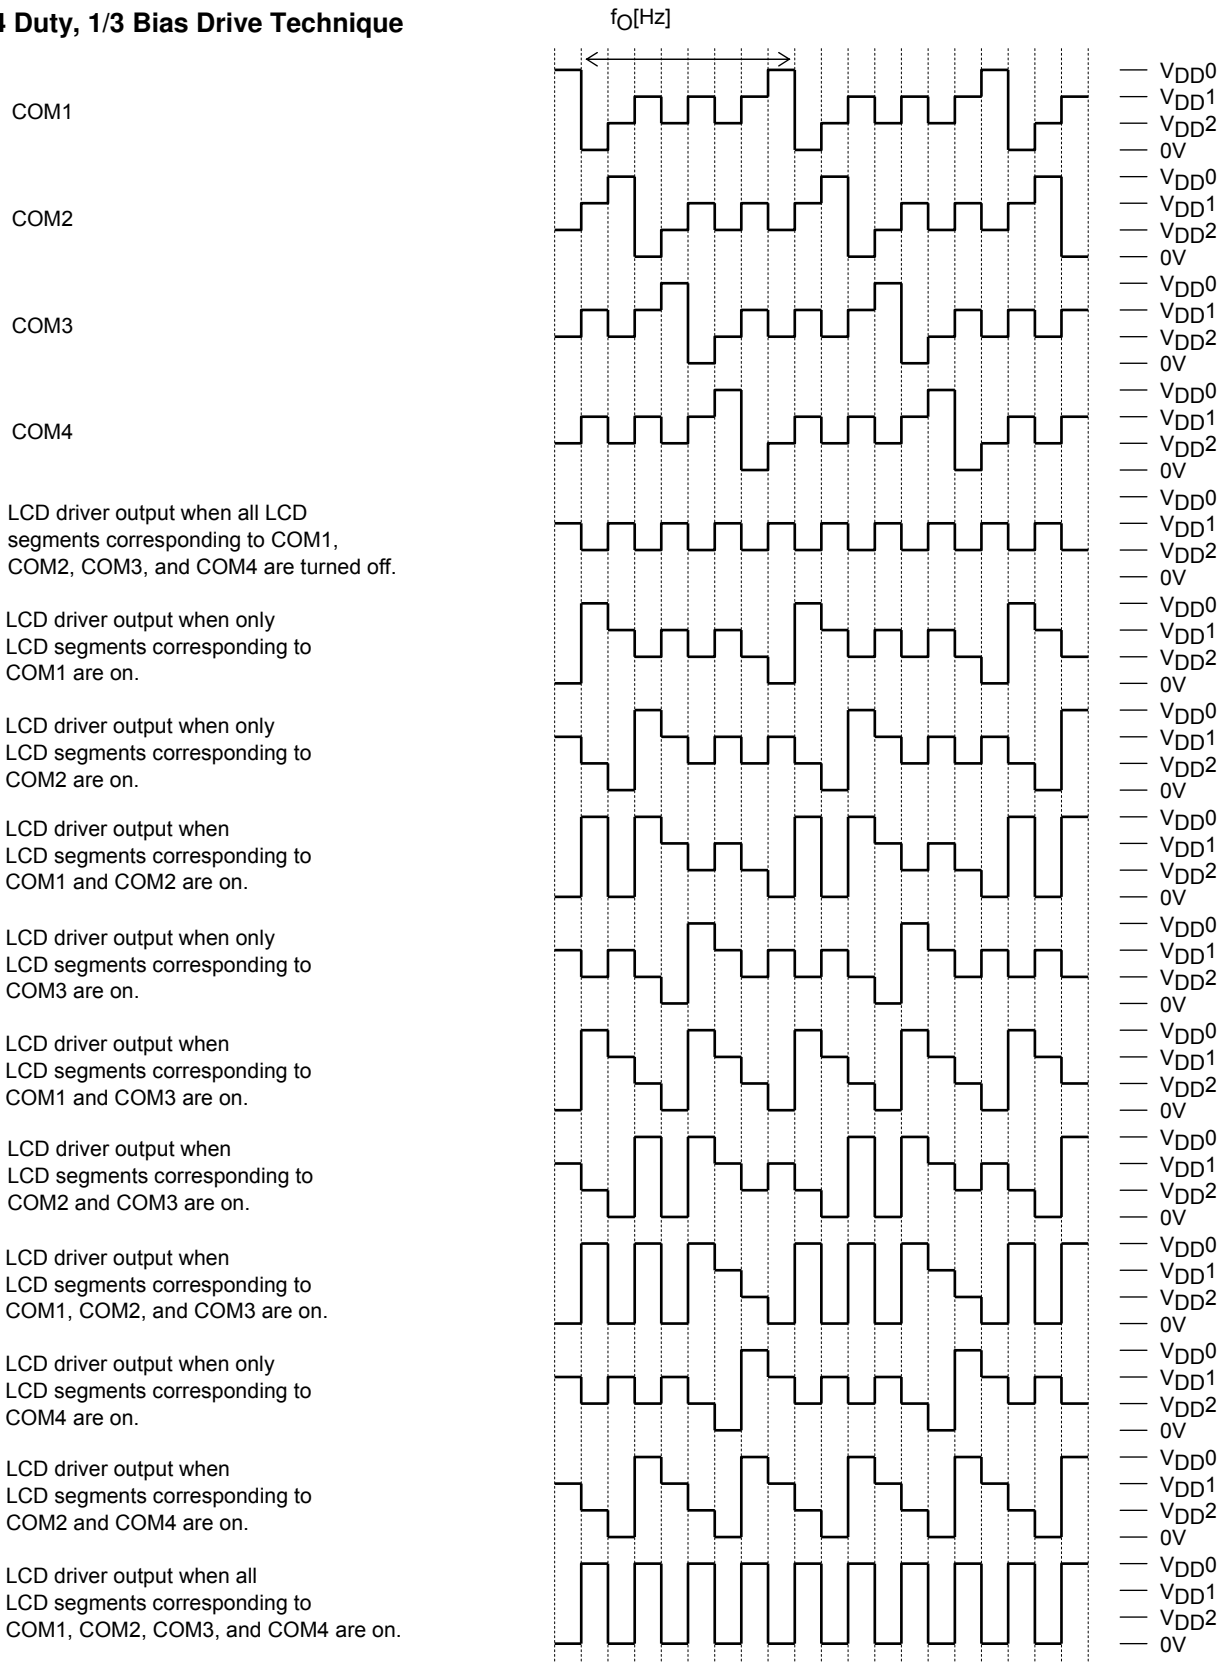 4 Duty, 1/3 Bias Drive Technique
fO[Hz]
COM1
VDD0
VDD1
VDD2
0V
COM2
VDD0
VDD1
VDD2
0V
COM3
VDD0
VDD1
VDD2
0V
COM4
VDD0
VDD1
VDD2
0V
LCD driver output when all LCD
segments corresponding to COM1,
COM2, COM3, and COM4 are turned off.
VDD0
VDD1
VDD2
0V
LCD driver output when only
LCD segments corresponding to
COM1 are on.
VDD0
VDD1
VDD2
0V
LCD driver output when only
LCD segments corresponding to
COM2 are on.
VDD0
VDD1
VDD2
0V
LCD driver output when
LCD segments corresponding to
COM1 and COM2 are on.
VDD0
VDD1
VDD2
0V
LCD driver output when only
LCD segments corresponding to
COM3 are on.
VDD0
VDD1
VDD2
0V
LCD driver output when
LCD segments corresponding to
COM1 and COM3 are on.
VDD0
VDD1
VDD2
0V
LCD driver output when
LCD segments corresponding to
COM2 and COM3 are on.
VDD0
VDD1
VDD2
0V
LCD driver output when
LCD segments corresponding to
COM1, COM2, and COM3 are on.
VDD0
VDD1
VDD2
0V
LCD driver output when only
LCD segments corresponding to
COM4 are on.
VDD0
VDD1
VDD2
0V
LCD driver output when
LCD segments corresponding to
COM2 and COM4 are on.
VDD0
VDD1
VDD2
0V
LCD driver output when all
LCD segments corresponding to
COM1, COM2, COM3, and COM4 are on.
VDD0
VDD1
VDD2
0V